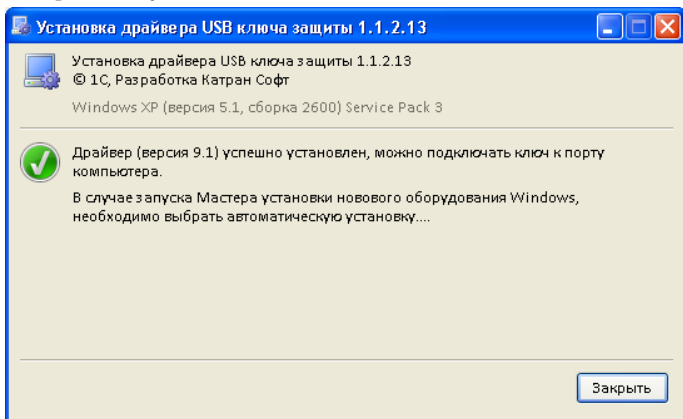 Установка драйвера USB ключа защиты 1.1.2.13
Установка драйвера USB ключа защиты 1.1.2.13
© 1С, Разработка Катран Софт
Windows XP (версия 5.1, сборка 2600) Service Pack 3
Драйвер (версия 9.1) успешно установлен, можно подключать ключ к порту
компьютера.
В случае запуска Мастера установки новового оборудования Windows,
необходимо выбрать автоматическую установку....
Закрыть